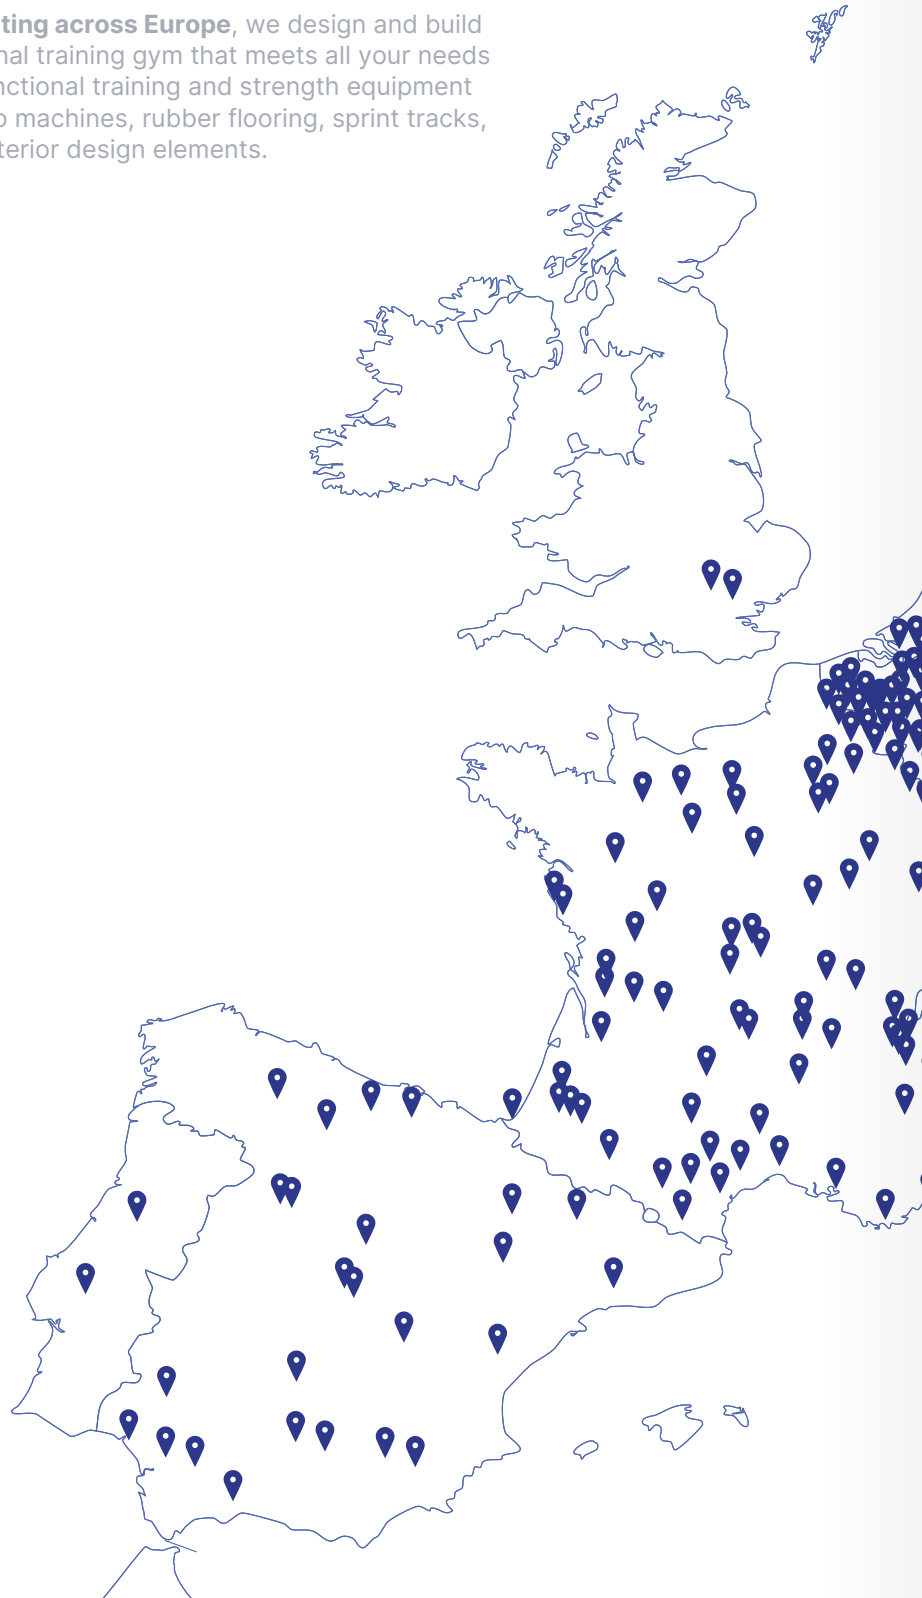 ting across Europe, we design and build
nal training gym that meets all your needs
nctional training and strength equipment
o machines, rubber flooring, sprint tracks,
terior design elements.